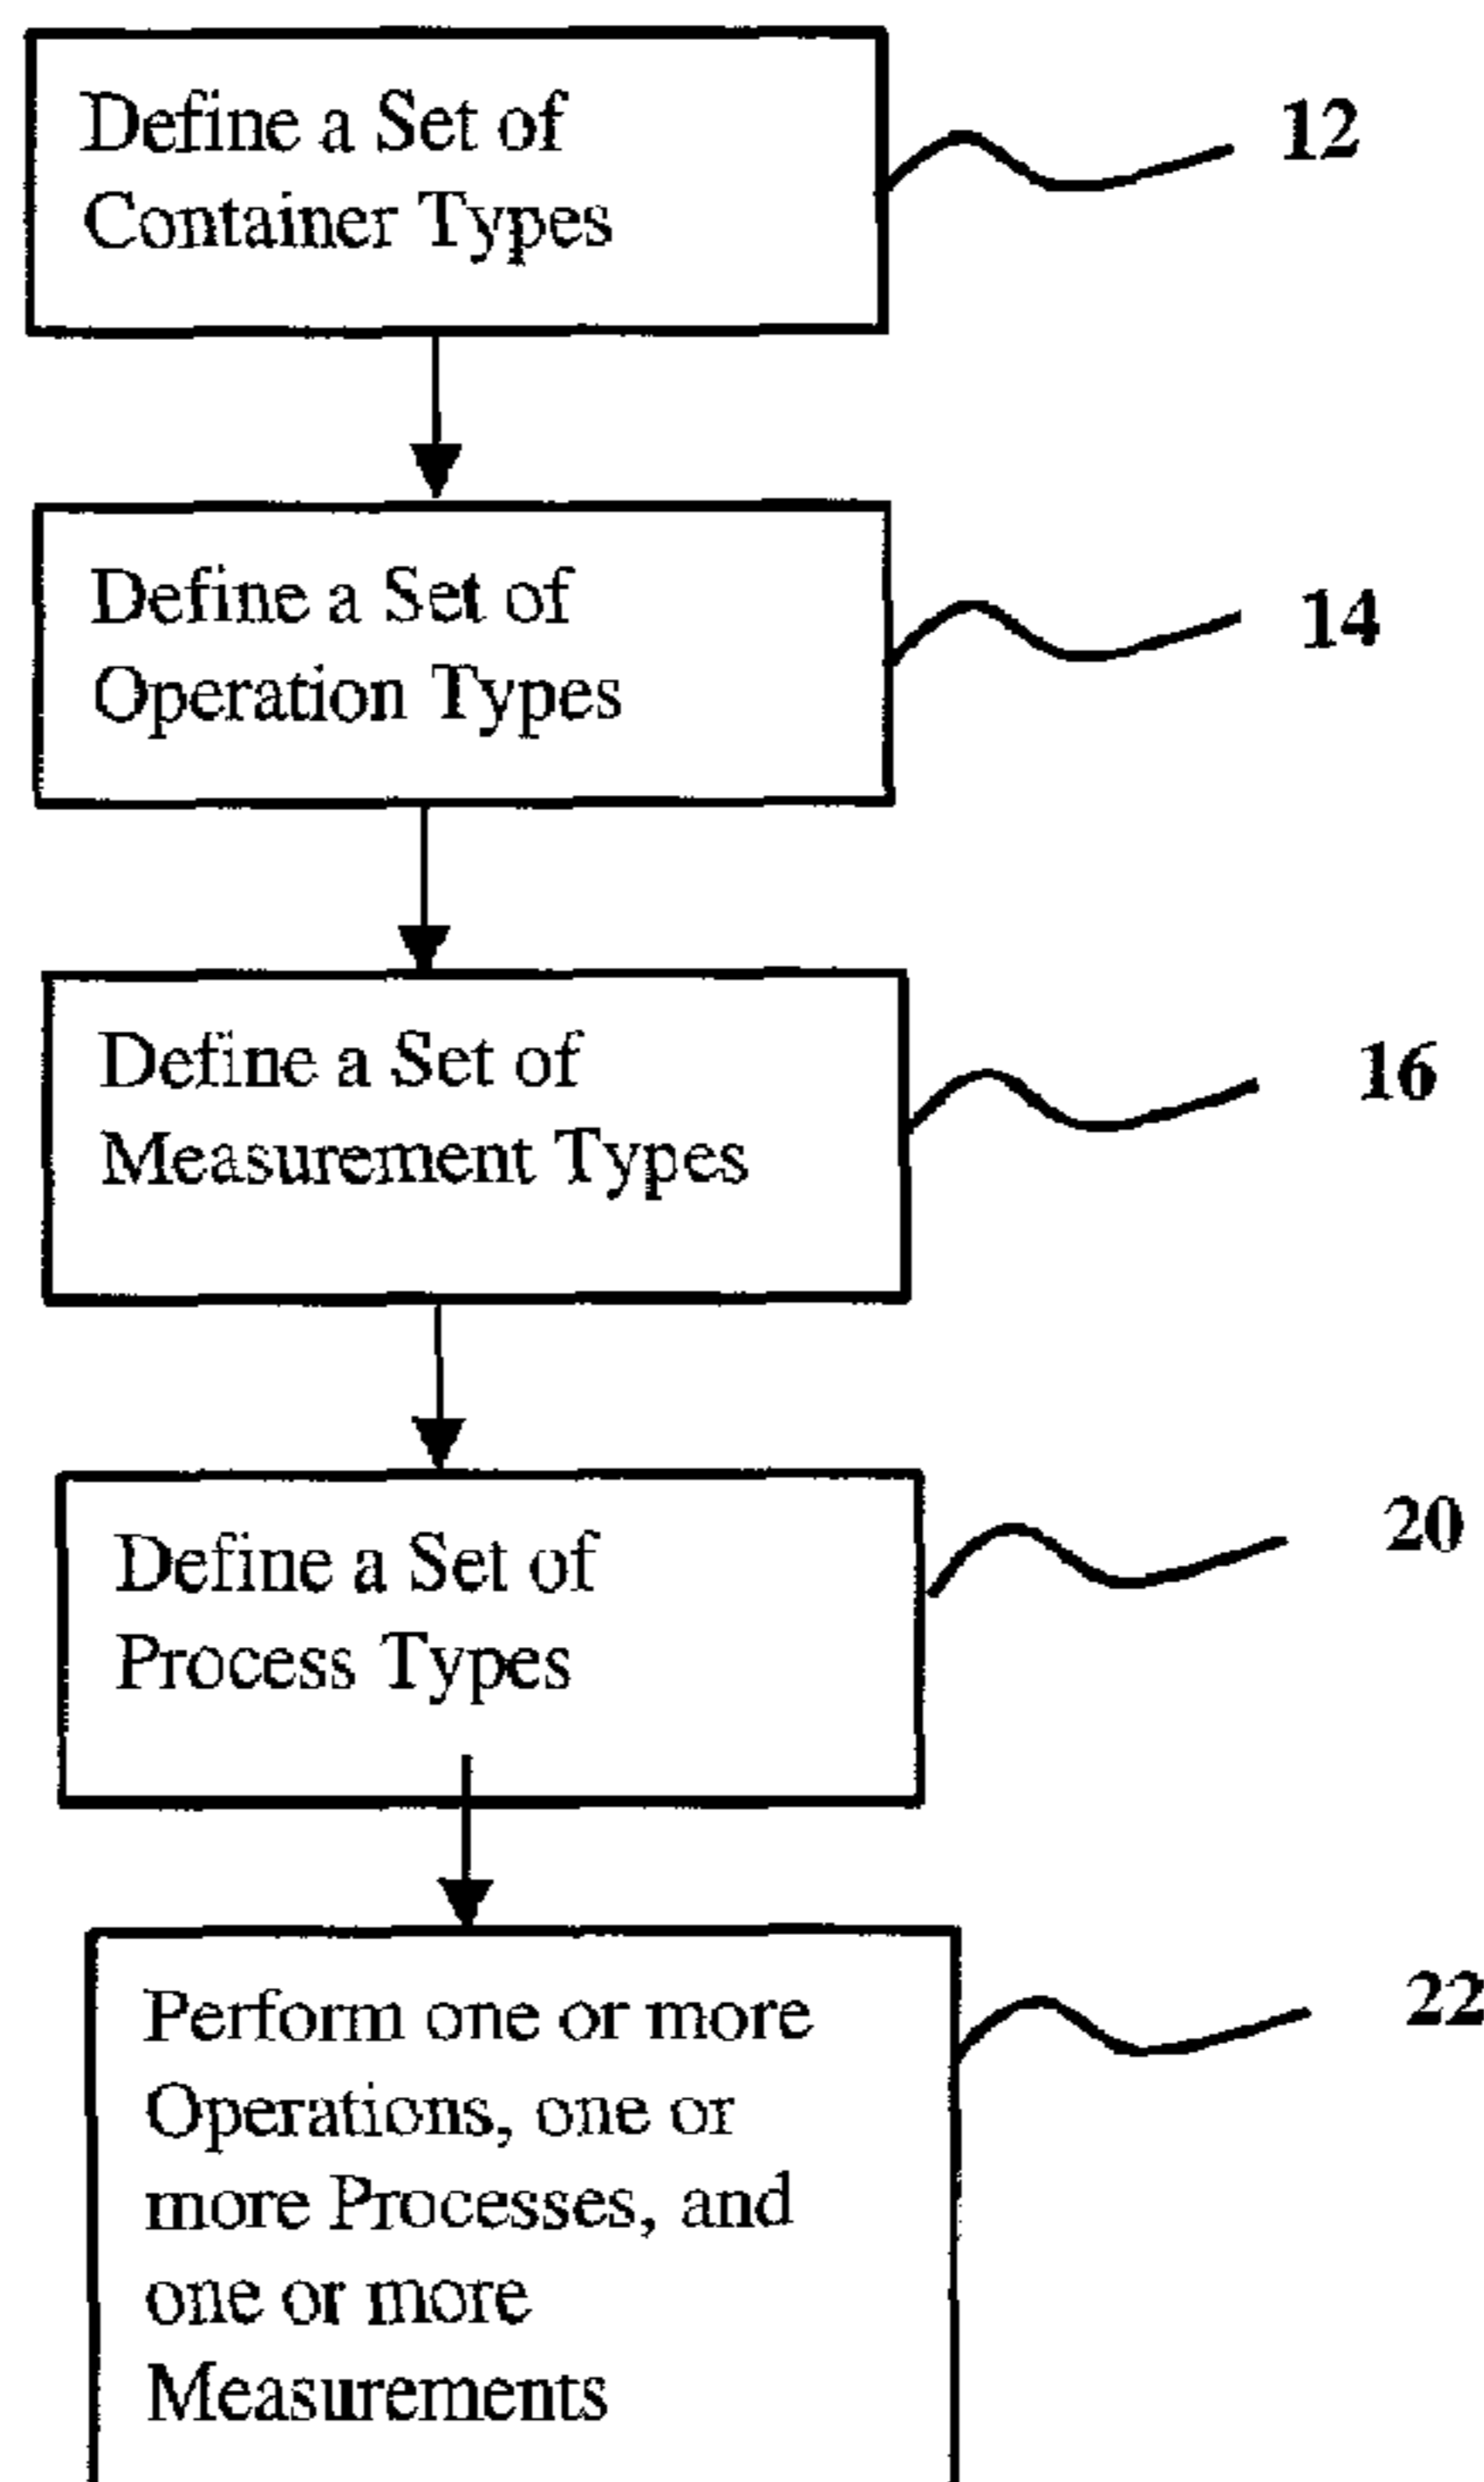 Define a Set of
Container Types
12
Define a Set of
Operation Types
14
Define a Set of
Measurement Types
16
Define a Set of
Process Types
20
Perform one or more
Operations, one or
more Processes, and
one or more
Measurements
22